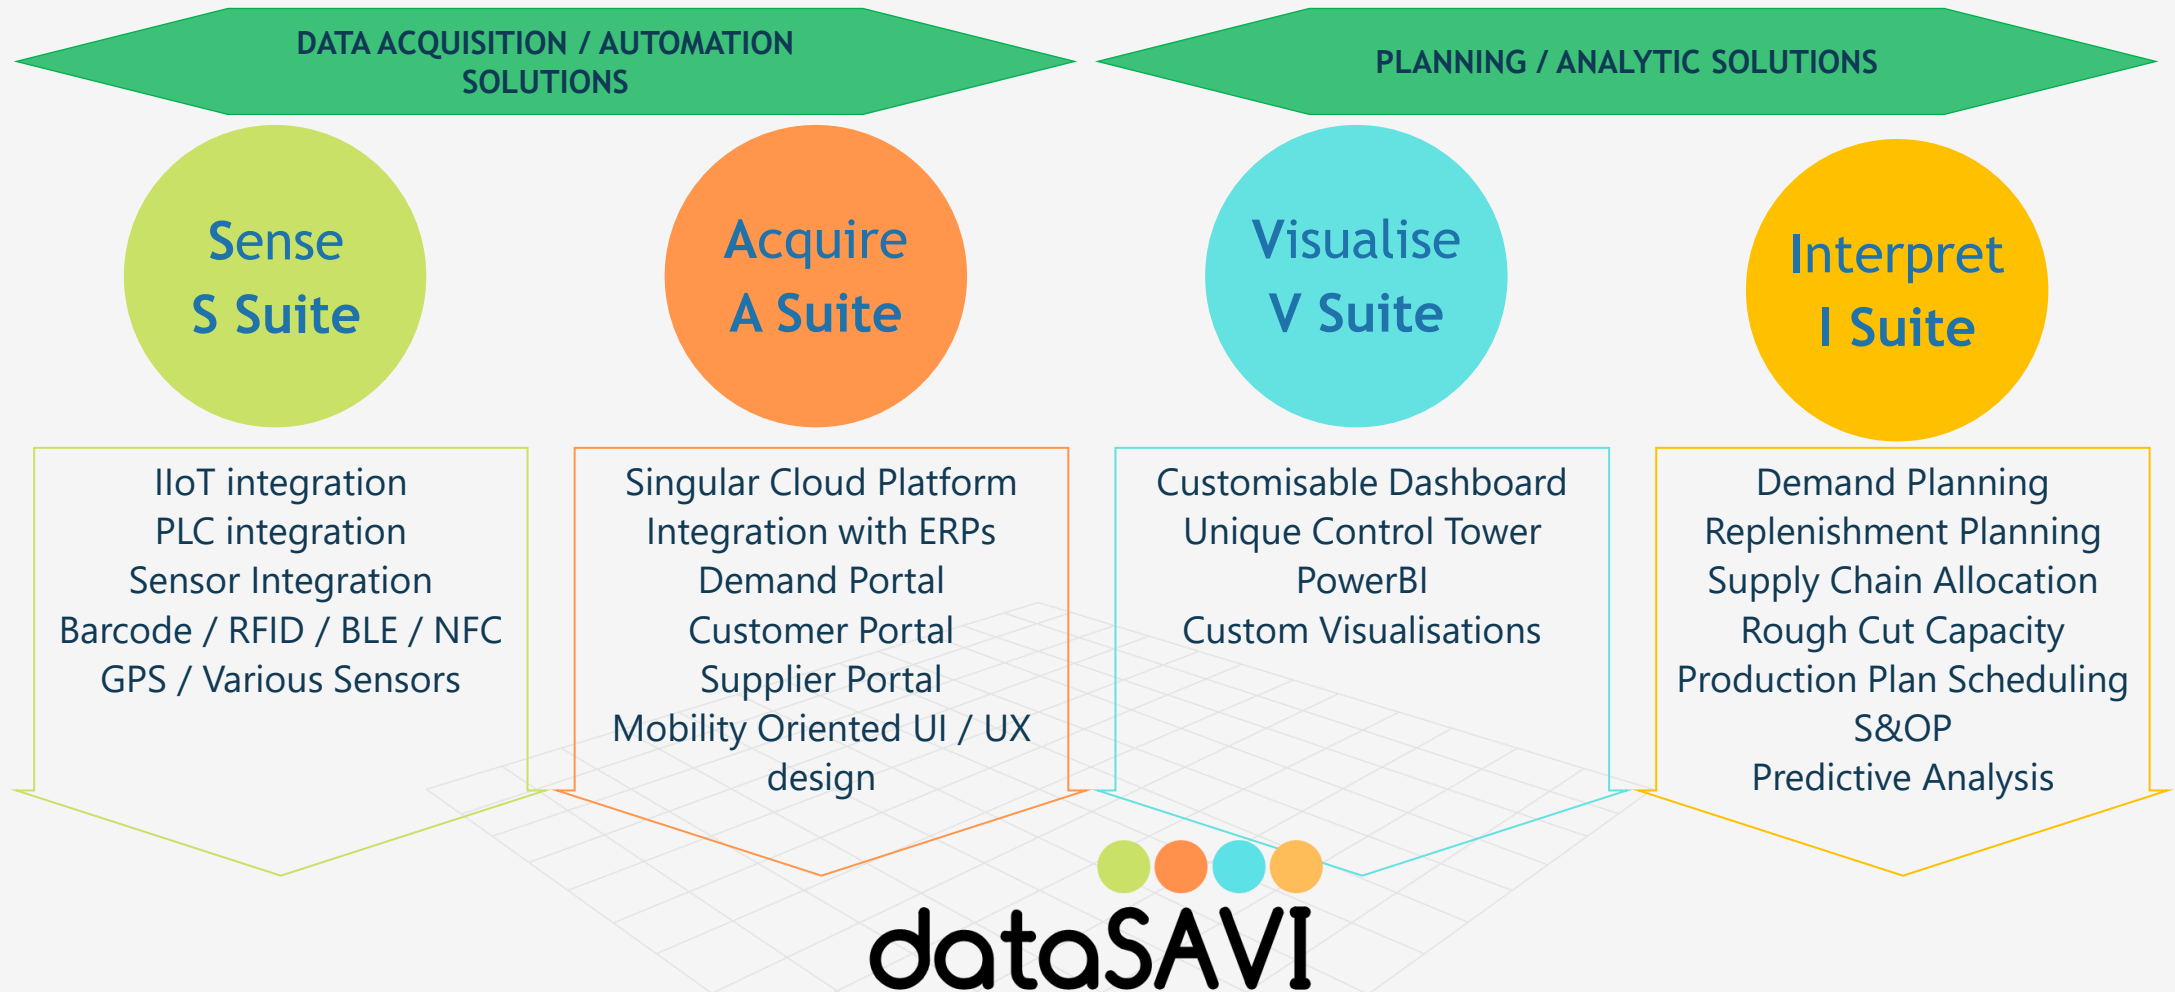 DATA ACQUISITION / AUTOMATION
SOLUTIONS
PLANNING / ANALYTIC SOLUTIONS
Sense
S Suite
Acquire
A Suite
Visualise
V Suite
Interpret
I Suite
IIoT integration
PLC integration
Sensor Integration
Barcode / RFID / BLE / NFC
GPS / Various Sensors
Singular Cloud Platform
Integration with ERPs
Demand Portal
Customer Portal
Supplier Portal
Mobility Oriented UI / UX
design
Customisable Dashboard
Unique Control Tower
PowerBI
Custom Visualisations
Demand Planning
Replenishment Planning
Supply Chain Allocation
Rough Cut Capacity
Production Plan Scheduling
S&OP
Predictive Analysis
dataSAVI